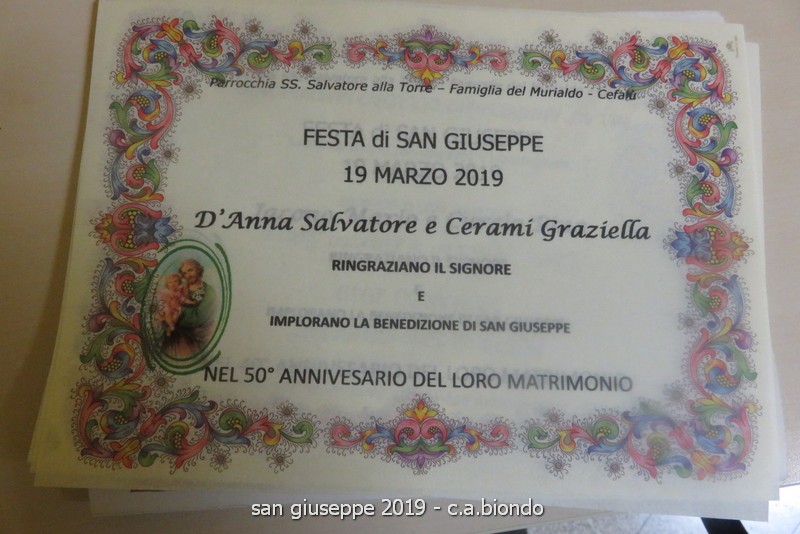 Parrocchia SS. Salvatore alla Torre – Famiglia del Murialdo - Cefalù
FESTA di SAN GIUSEPPE
19 MARZO 2019
D'Anna Salvatore e Cerami Graziella
RINGRAZIANO IL SIGNORE
E
IMPLORANO LA BENEDIZIONE DI SAN GIUSEPPE
NEL 50° ANNIVESARIO DEL LORO MATRIMONIO
san giuseppe 2019 - c.a.biondo